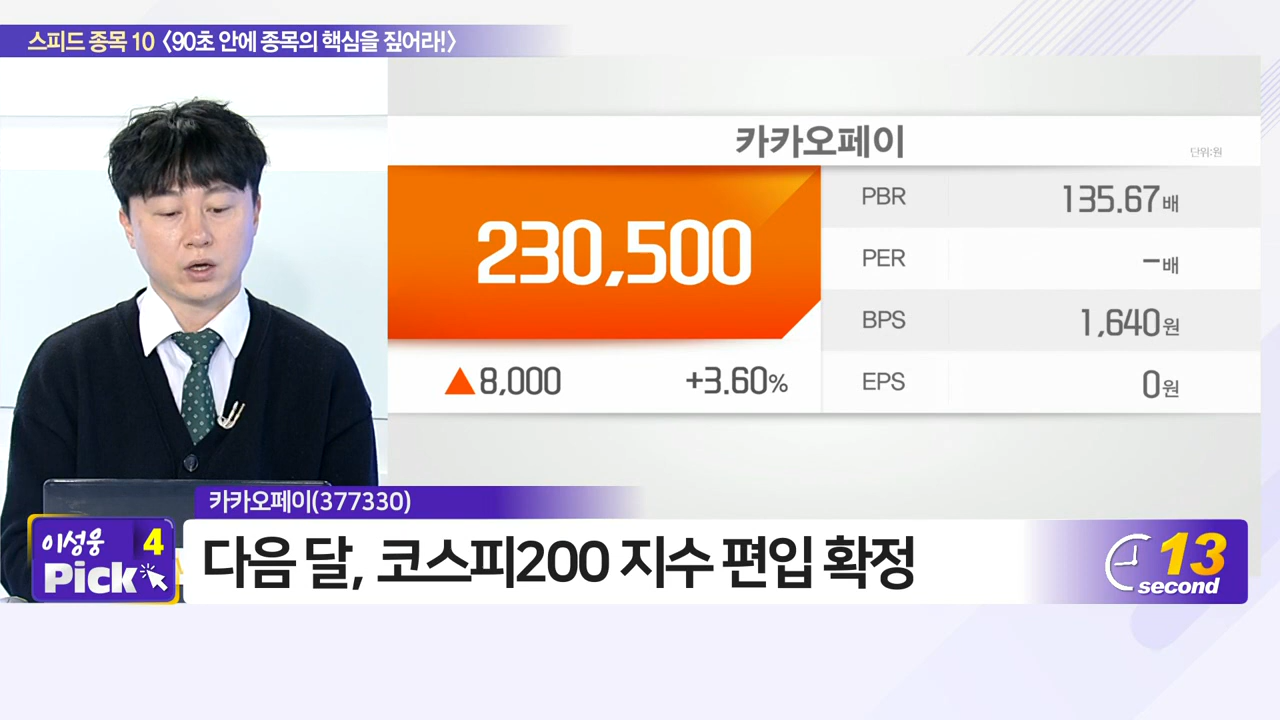 스피드 종목 10 〈90초 안에 종목의 핵심을 짚어라!〉
카카오페이
단위:원
230,500
▲8,000 +3.60%
PBR 135.67배
PER -배
BPS 1,640원
EPS 0원
카카오페이(377330)
이성웅 4
Pick
다음 달, 코스피200 지수 편입 확정
13
second